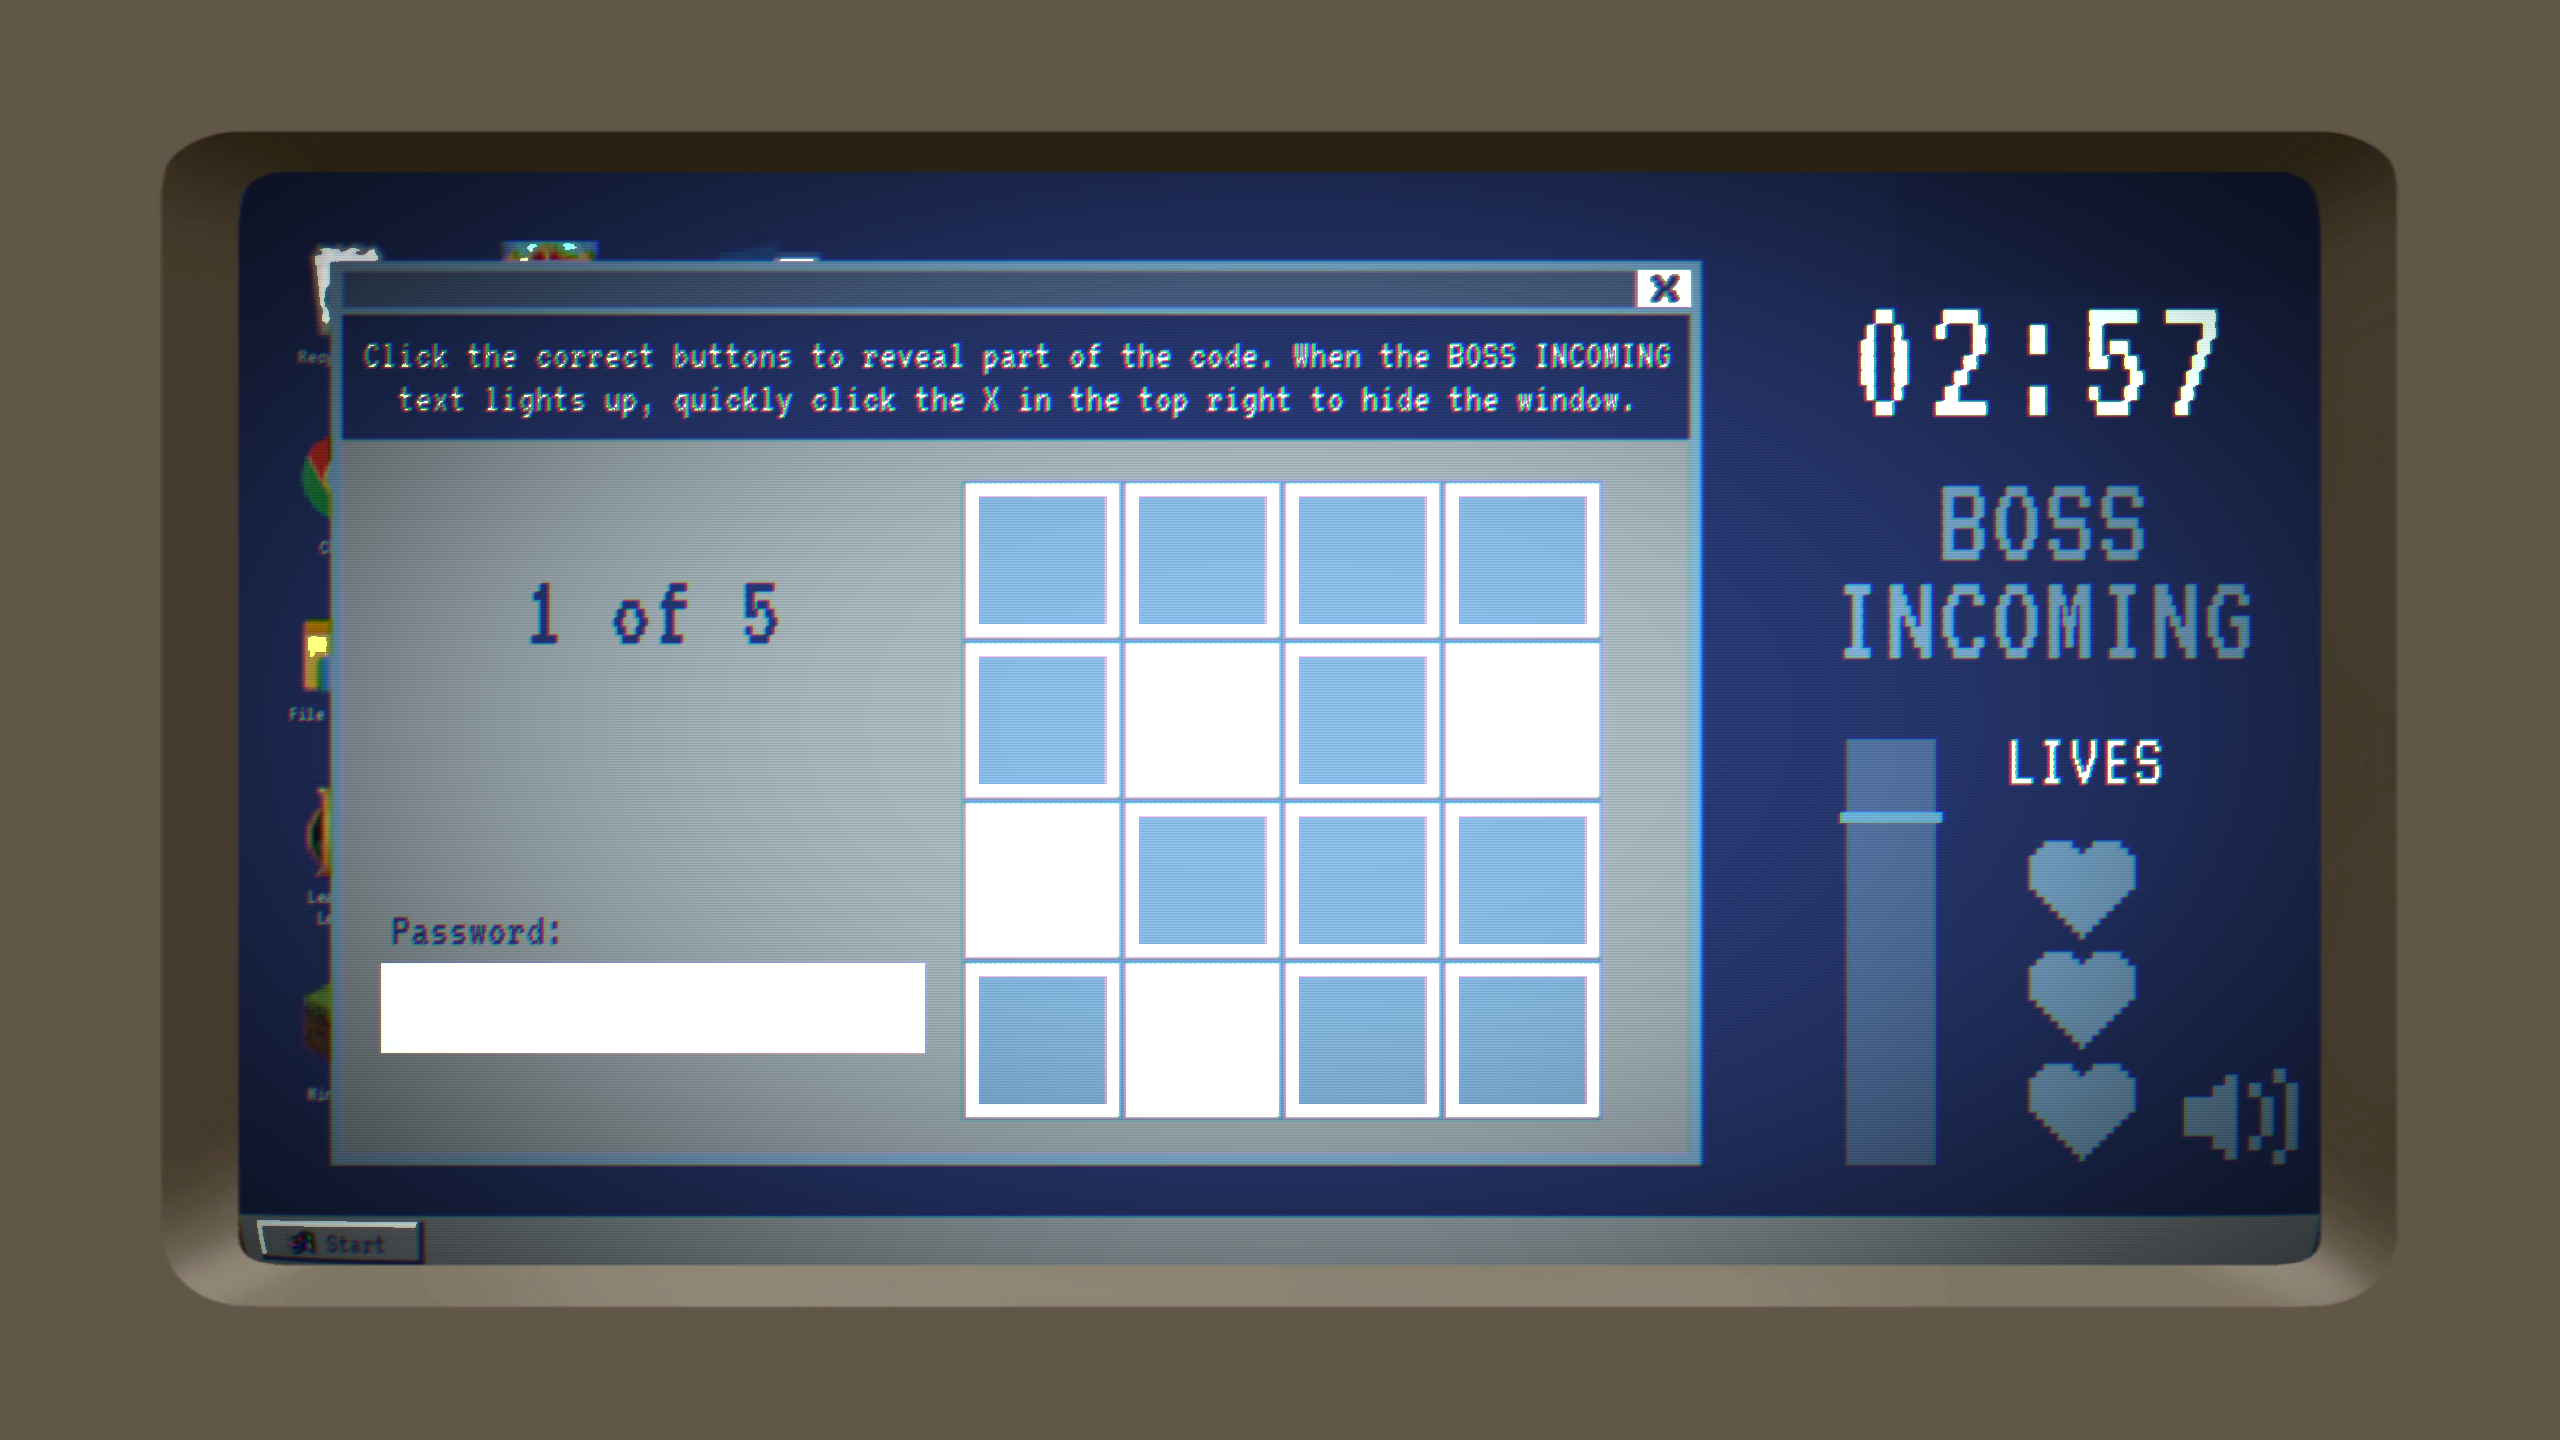 Click the correct buttons to reveal part of the code. When the BOSS INCOMING
text lights up, quickly click the X in the top right to hide the window.
X
1 of 5
Password:
02:57
BOSS
INCOMING
LIVES
File
Start